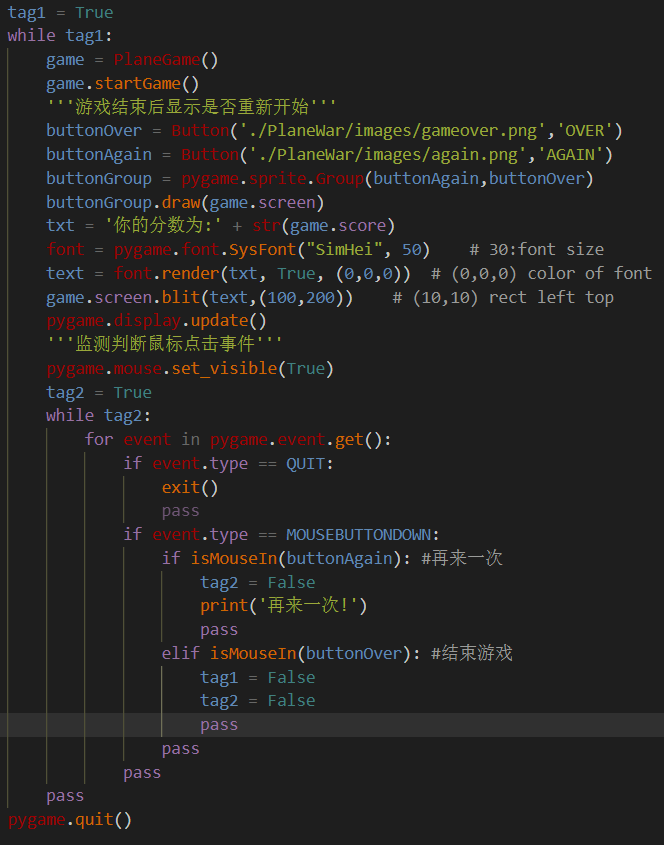 tag1 = True
while tag1:
    game = PlaneGame()
    game.startGame()
    '''游戏结束后显示是否重新开始'''
    buttonOver = Button('./PlaneWar/images/gameover.png','OVER')
    buttonAgain = Button('./PlaneWar/images/again.png','AGAIN')
    buttonGroup = pygame.sprite.Group(buttonAgain,buttonOver)
    buttonGroup.draw(game.screen)
    txt = '你的分数为:' + str(game.score)
    font = pygame.font.SysFont("SimHei", 50)    # 30:font size
    text = font.render(txt, True, (0,0,0))  # (0,0,0) color of font
    game.screen.blit(text,(100,200))    # (10,10) rect left top
    pygame.display.update()
    '''监测判断鼠标点击事件'''
    pygame.mouse.set_visible(True)
    tag2 = True
    while tag2:
        for event in pygame.event.get():
            if event.type == QUIT:
                exit()
                pass
            if event.type == MOUSEBUTTONDOWN:
                if isMouseIn(buttonAgain): #再来一次
                    tag2 = False
                    print('再来一次!')
                    pass
                elif isMouseIn(buttonOver): #结束游戏
                    tag1 = False
                    tag2 = False
                    pass
                pass
            pass
    pass
pygame.quit()